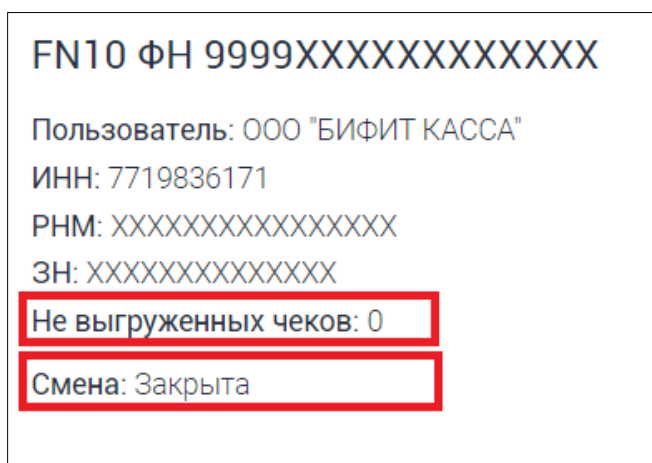 FN10 ФН 9999XXXXXXXXXXXX
Пользователь: ООО "БИФИТ КАССА"
ИНН: 7719836171
РНМ: XXXXXXXXXXXXXXXX
ЗН: XXXXXXXXXXXXXX
Не выгруженных чеков: 0
Смена: Закрыта